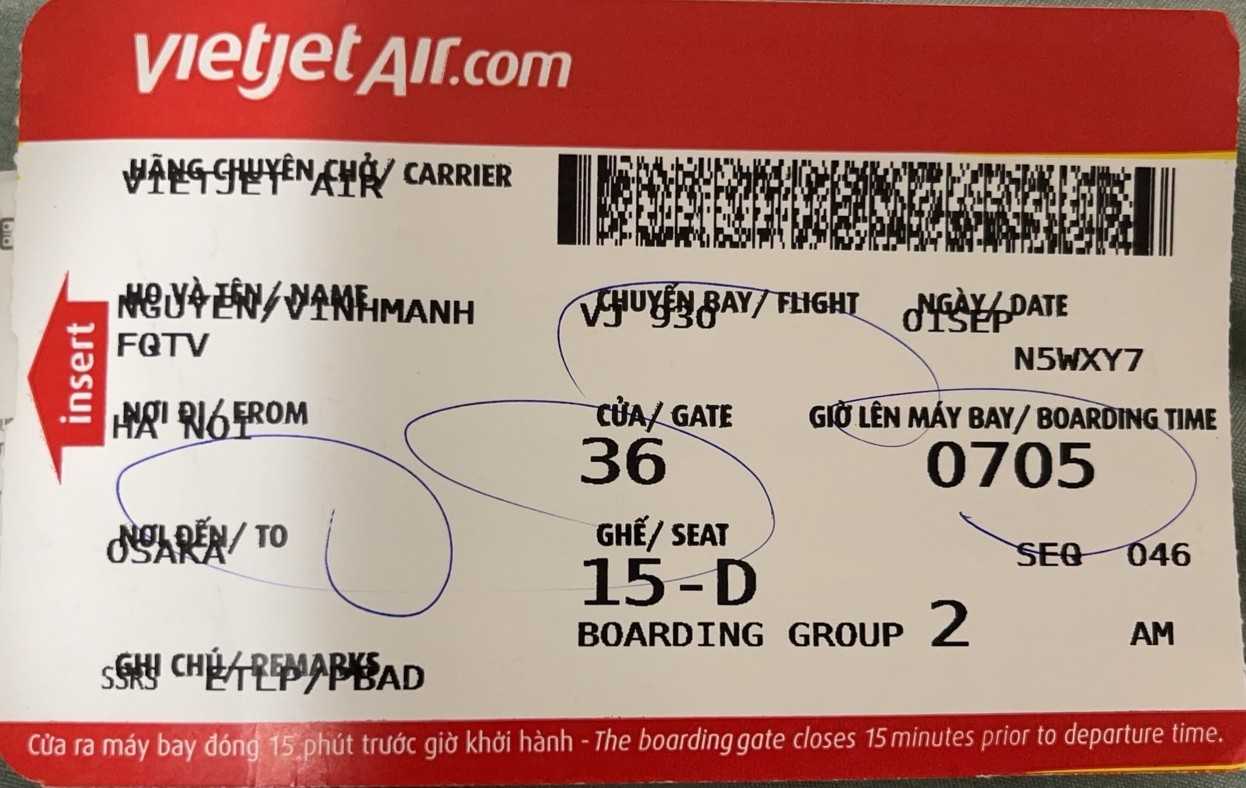 vietjet Air.com
HÃNG CHUYÊN CHỞ/ CARRIER
VIETJET AIR
HỌ VÀ TÊN/ NAME
NGUYEN/VINHMANH
FQTV
CHUYẾN BAY/ FLIGHT
VJ 930
NGÀY/ DATE
01SEP
N5WXY7
insert
NƠI ĐI/ FROM
HA NOI
CỬA/ GATE
36
GIỜ LÊN MÁY BAY/ BOARDING TIME
0705
NƠI ĐẾN/ TO
OSAKA
GHẾ/ SEAT
15-D
SEQ 046
BOARDING GROUP 2
AM
GHI CHÚ/ REMARKS
SSRS ETLP/PBAD
Cửa ra máy bay đóng 15 phút trước giờ khởi hành - The boarding gate closes 15 minutes prior to departure time.